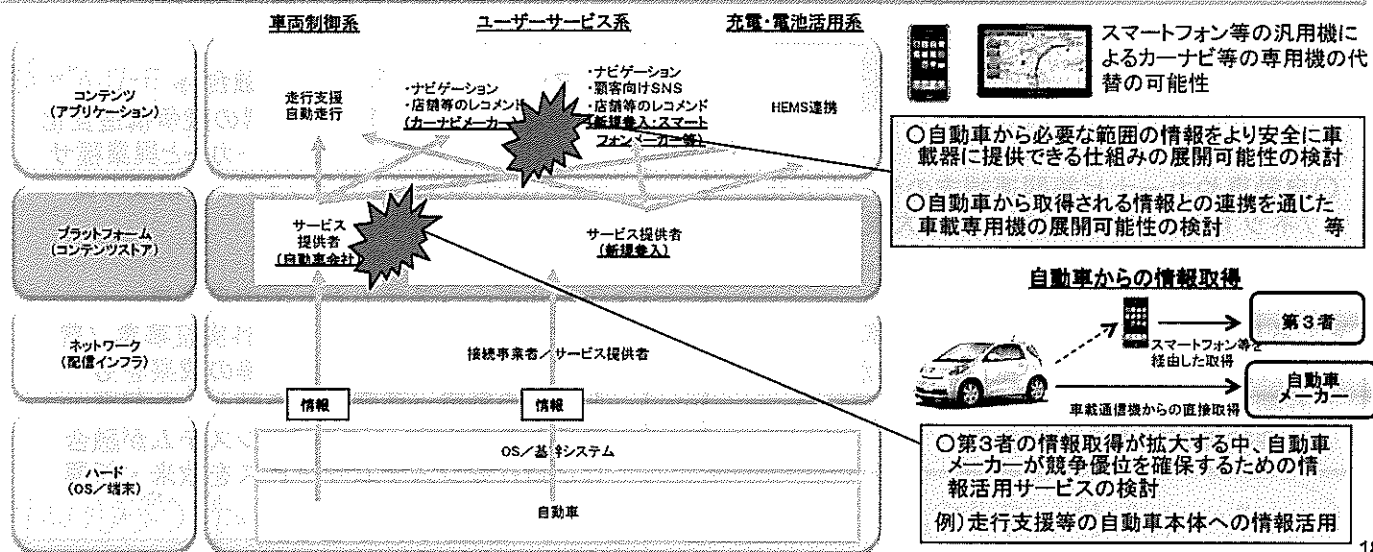 車両制御系
ユーザーサービス系
充電・電池活用系
コンテンツ
(アプリケーション)
走行支援
自動走行
・ナビゲーション
・店舗等のレコメンド
(カーナビメーカー
・ナビゲーション
・顧客向けSNS
・店舗等のレコメンド
(新規参入・スマート
フォンメーカー等)
HEMS連携
プラットフォーム
(コンテンツストア)
サービス
提供者
(自動車会社)
サービス提供者
(新規参入)
ネットワーク
(配信インフラ)
接続事業者/サービス提供者
情報
情報
ハード
(OS/端末)
OS/基幹システム
自動車
スマートフォン等の汎用機に
よるカーナビ等の専用機の代
替の可能性
○自動車から必要な範囲の情報をより安全に車
載器に提供できる仕組みの展開可能性の検討
○自動車から取得される情報との連携を通じた
車載専用機の展開可能性の検討 等
自動車からの情報取得
第3者
スマートフォン等を
経由した取得
自動車
メーカー
車載通信機からの直接取得
○第3者の情報取得が拡大する中、自動車
メーカーが競争優位を確保するための情
報活用サービスの検討
例)走行支援等の自動車本体への情報活用